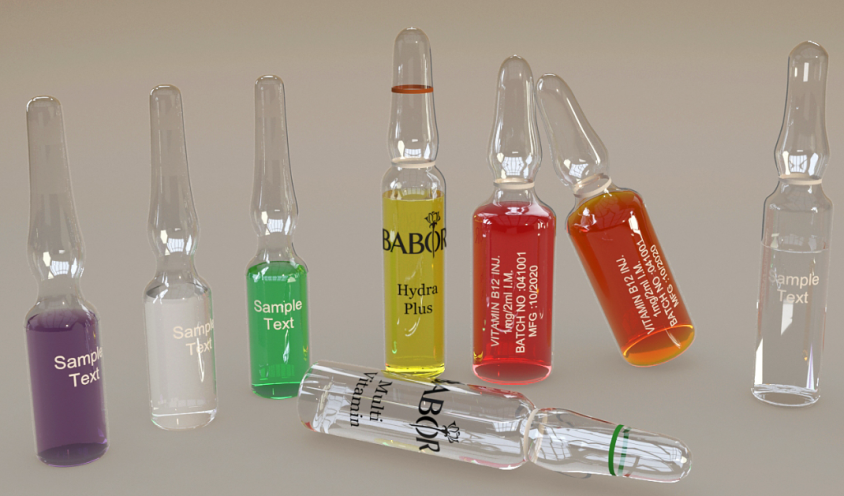 Sample
Text
Sample
Text
Sample
Text
BABOR
Hydra
Plus
VITAMIN B12 INJ.
1mg/2ml I.M.
BATCH NO :041001
MFG :10/2020
VITAMIN B12 INJ.
1mg/2ml I.M.
BATCH NO :041001
MFG :10/2020
Sample
Text
BABOR
Multi
Vitamin